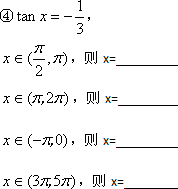 ④ tan x = −1/3，
x ∈ (π/2, π)，则 x=________
x ∈ (π, 2π)，则 x=________
x ∈ (−π, 0)，则 x=________
x ∈ (3π, 5π)，则 x=________